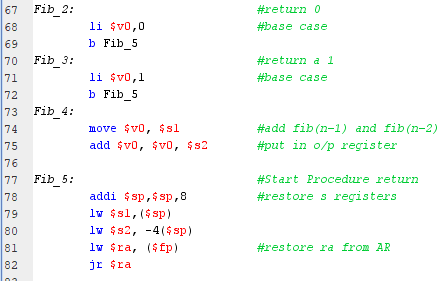 67 Fib_2: #return 0
68 li $v0,0 #base case
69 b Fib_5
70 Fib_3: #return a 1
71 li $v0,1 #base case
72 b Fib_5
73 Fib_4:
74 move $v0, $s1 #add fib(n-1) and fib(n-2)
75 add $v0, $v0, $s2 #put in o/p register
76
77 Fib_5: #Start Procedure return
78 addi $sp,$sp,8 #restore s registers
79 lw $s1,($sp)
80 lw $s2, -4($sp)
81 lw $ra, ($fp) #restore ra from AR
82 jr $ra